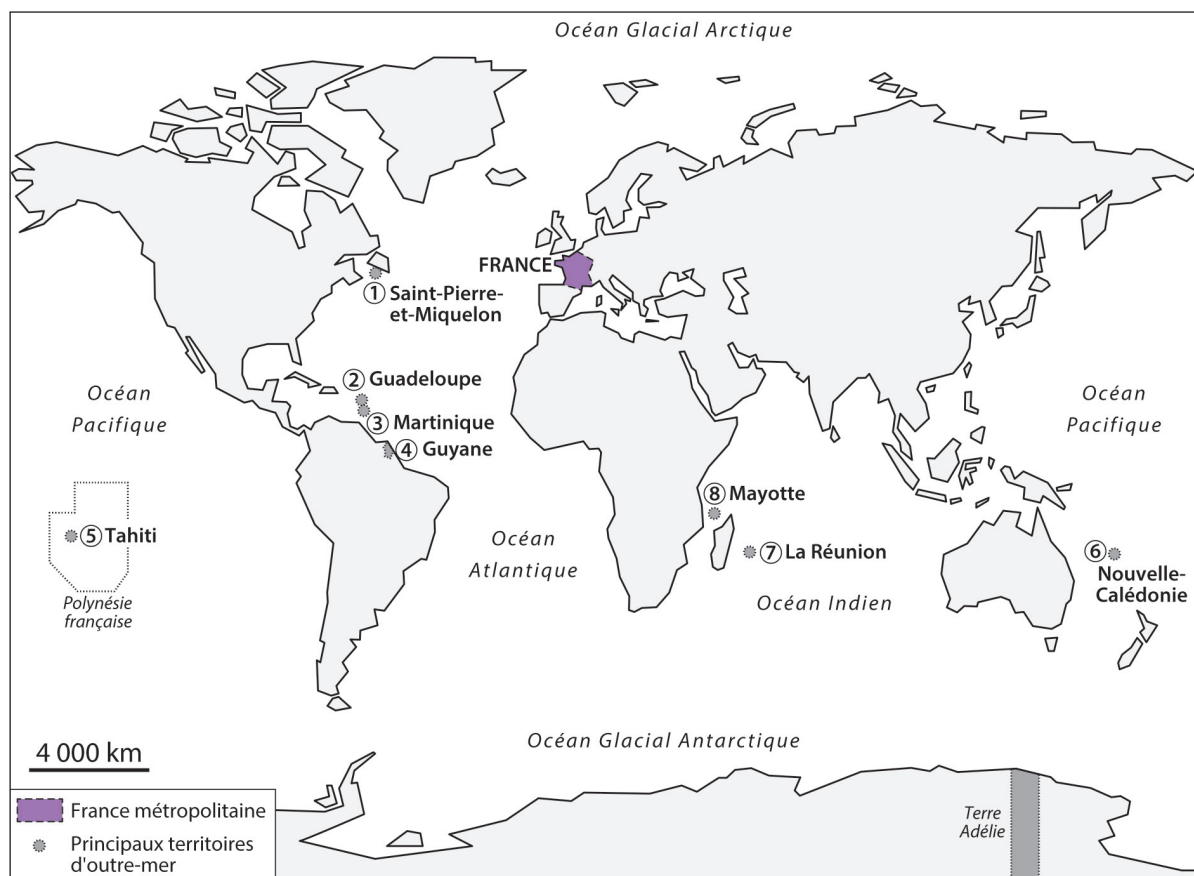 Océan Glacial Arctique
FRANCE
① Saint-Pierre-
et-Miquelon
② Guadeloupe
③ Martinique
④ Guyane
Océan
Pacifique
Océan
Pacifique
⑤ Tahiti
Polynésie
française
Océan
Atlantique
⑧ Mayotte
⑦ La Réunion
Océan Indien
⑥
Nouvelle-
Calédonie
Océan Glacial Antarctique
Terre
Adélie
4 000 km
France métropolitaine
Principaux territoires
d'outre-mer